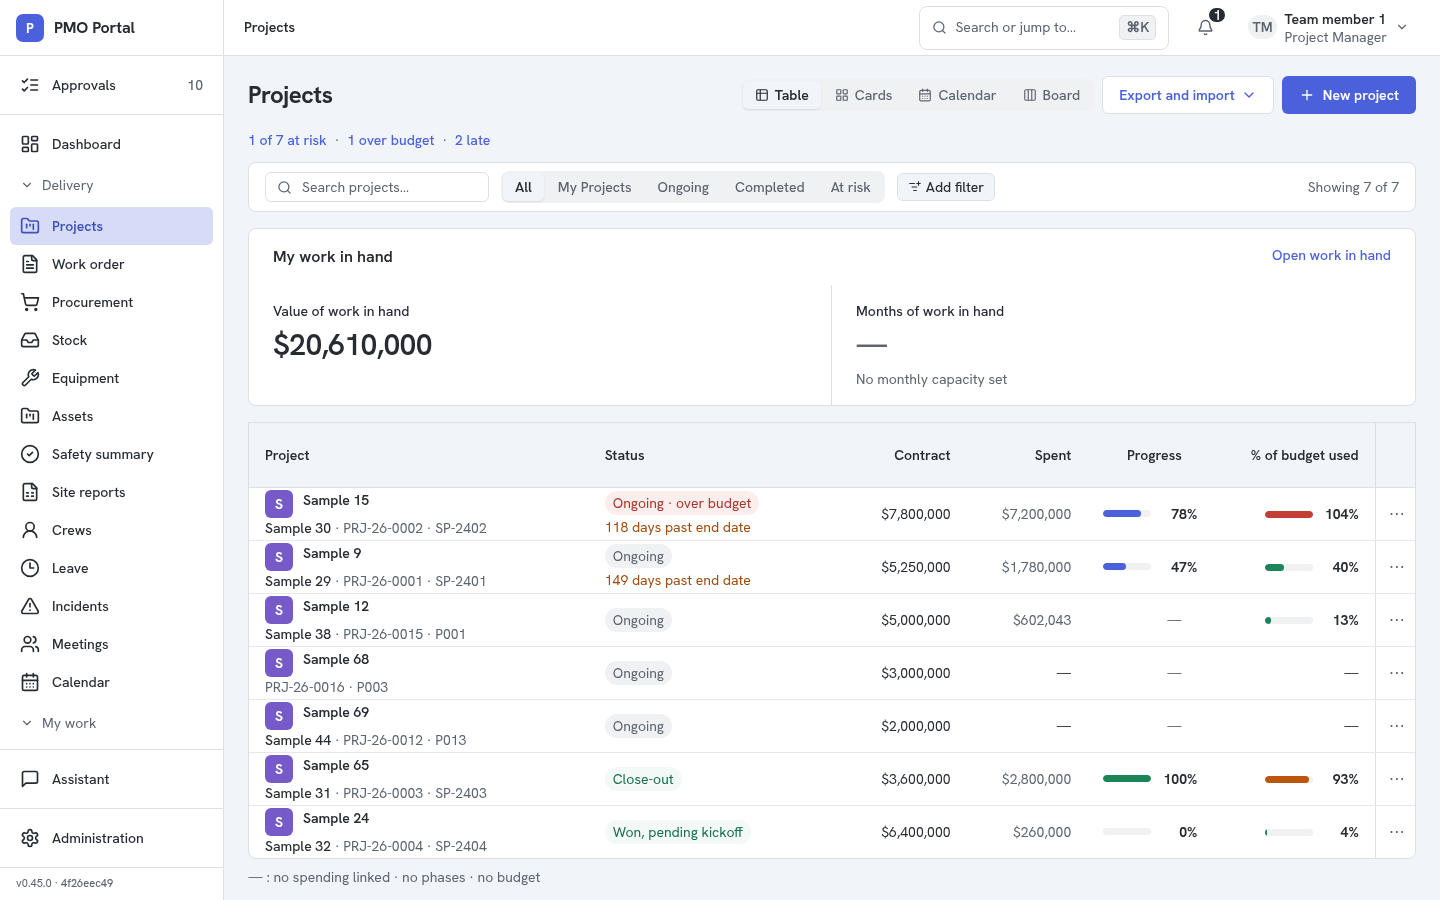 P PMO Portal
Projects
Search or jump to... ⌘K
1
TM Team member 1
Project Manager
Approvals 10
Dashboard
Delivery
Projects
Work order
Procurement
Stock
Equipment
Assets
Safety summary
Site reports
Crews
Leave
Incidents
Meetings
Calendar
My work
Assistant
Administration
v0.45.0 · 4f26eec49
Projects
Table Cards Calendar Board
Export and import
+ New project
1 of 7 at risk · 1 over budget · 2 late
Search projects...
All My Projects Ongoing Completed At risk
Add filter
Showing 7 of 7
My work in hand
Open work in hand
Value of work in hand
$20,610,000
Months of work in hand
—
No monthly capacity set
Project Status Contract Spent Progress % of budget used
S Sample 15
Sample 30 · PRJ-26-0002 · SP-2402
Ongoing · over budget
118 days past end date
$7,800,000 $7,200,000 78% 104% ...
S Sample 9
Sample 29 · PRJ-26-0001 · SP-2401
Ongoing
149 days past end date
$5,250,000 $1,780,000 47% 40% ...
S Sample 12
Sample 38 · PRJ-26-0015 · P001
Ongoing
$5,000,000 $602,043 — 13% ...
S Sample 68
PRJ-26-0016 · P003
Ongoing
$3,000,000 — — — ...
S Sample 69
Sample 44 · PRJ-26-0012 · P013
Ongoing
$2,000,000 — — — ...
S Sample 65
Sample 31 · PRJ-26-0003 · SP-2403
Close-out
$3,600,000 $2,800,000 100% 93% ...
S Sample 24
Sample 32 · PRJ-26-0004 · SP-2404
Won, pending kickoff
$6,400,000 $260,000 0% 4% ...
— : no spending linked · no phases · no budget